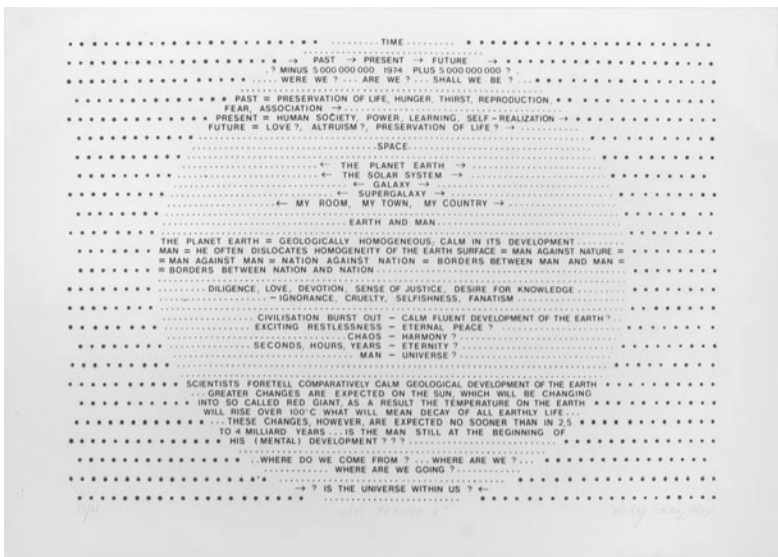 TIME
→ PAST → PRESENT → FUTURE →
? MINUS 5 000 000 000 1974 PLUS 5 000 000 000 ?
WERE WE ? ... ARE WE ? ... SHALL WE BE ?
PAST = PRESERVATION OF LIFE, HUNGER, THIRST, REPRODUCTION,
FEAR, ASSOCIATION →
PRESENT = HUMAN SOCIETY, POWER, LEARNING, SELF - REALIZATION →
FUTURE = LOVE ?, ALTRUISM ?, PRESERVATION OF LIFE ? →
SPACE
← THE PLANET EARTH →
← THE SOLAR SYSTEM →
← GALAXY →
← SUPERGALAXY →
← MY ROOM, MY TOWN, MY COUNTRY →
EARTH AND MAN
THE PLANET EARTH = GEOLOGICALLY HOMOGENEOUS, CALM IN ITS DEVELOPMENT
MAN = HE OFTEN DISLOCATES HOMOGENEITY OF THE EARTH SURFACE = MAN AGAINST NATURE =
= MAN AGAINST MAN = NATION AGAINST NATION = BORDERS BETWEEN MAN AND MAN =
= BORDERS BETWEEN NATION AND NATION
DILIGENCE, LOVE, DEVOTION, SENSE OF JUSTICE, DESIRE FOR KNOWLEDGE
– IGNORANCE, CRUELTY, SELFISHNESS, FANATISM
CIVILISATION BURST OUT – CALM FLUENT DEVELOPMENT OF THE EARTH ?
EXCITING RESTLESSNESS – ETERNAL PEACE ?
CHAOS – HARMONY ?
SECONDS, HOURS, YEARS – ETERNITY ?
MAN – UNIVERSE ?
SCIENTISTS FORETELL COMPARATIVELY CALM GEOLOGICAL DEVELOPMENT OF THE EARTH
... GREATER CHANGES ARE EXPECTED ON THE SUN, WHICH WILL BE CHANGING
INTO SO CALLED RED GIANT, AS A RESULT THE TEMPERATURE ON THE EARTH
WILL RISE OVER 100°C WHAT WILL MEAN DECAY OF ALL EARTHLY LIFE ...
... THESE CHANGES, HOWEVER, ARE EXPECTED NO SOONER THAN IN 2,5
TO 4 MILLIARD YEARS ... IS THE MAN STILL AT THE BEGINNING OF
HIS (MENTAL) DEVELOPMENT ? ? ?
WHERE DO WE COME FROM ? ... WHERE ARE WE ? ...
WHERE ARE WE GOING ?
→ ? IS THE UNIVERSE WITHIN US ? ←